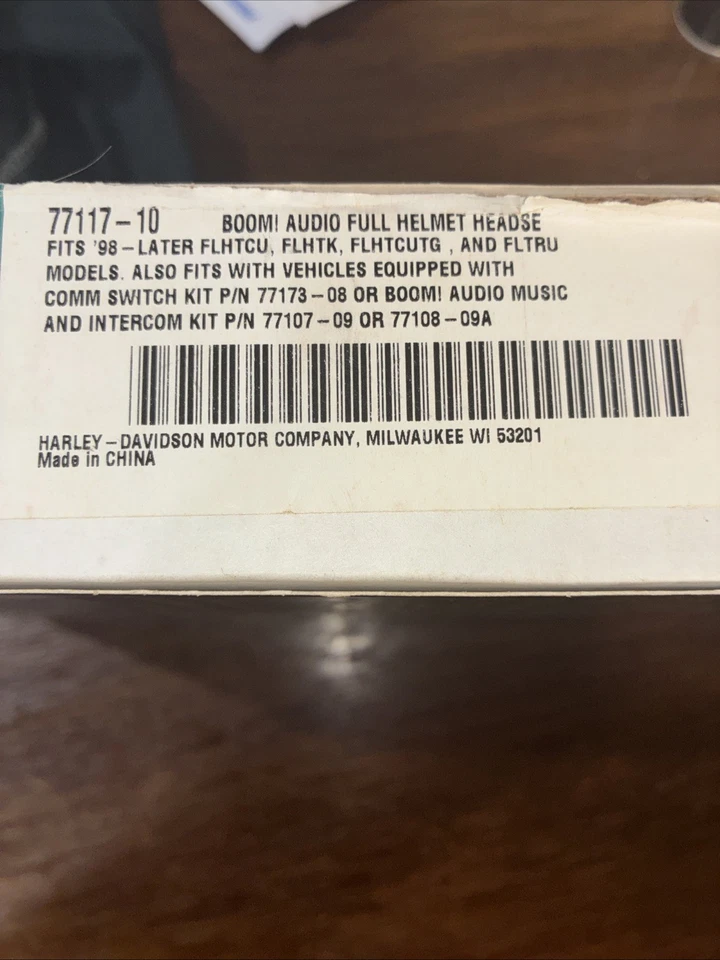 77117-10 BOOM! AUDIO FULL HELMET HEADSE
FITS '98-LATER FLHTCU, FLHTK, FLHTCUTG , AND FLTRU
MODELS. ALSO FITS WITH VEHICLES EQUIPPED WITH
COMM SWITCH KIT P/N 77173-08 OR BOOM! AUDIO MUSIC
AND INTERCOM KIT P/N 77107-09 OR 77108-09A
HARLEY-DAVIDSON MOTOR COMPANY, MILWAUKEE WI 53201
Made in CHINA